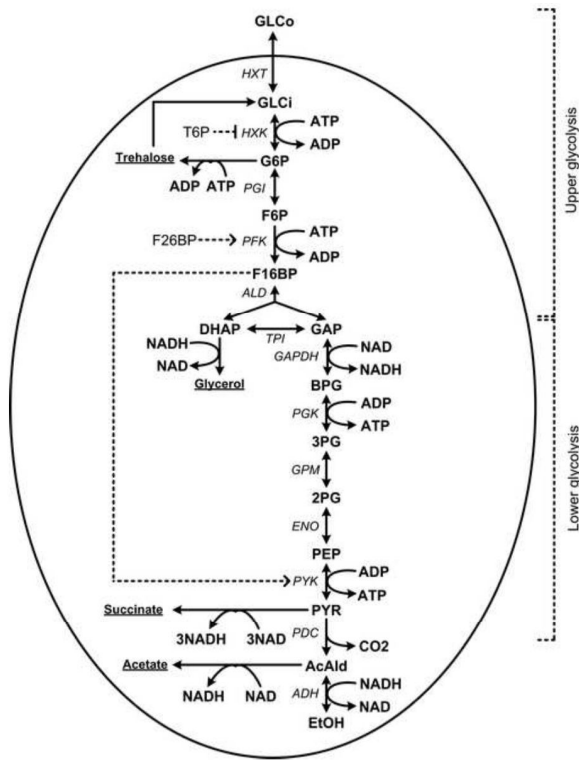 GLCo
HXT
GLCi
T6P HXK ATP
ADP
Trehalose G6P
ADP ATP PGI
F6P
F26BP PFK ATP
ADP
F16BP
ALD
DHAP TPI GAP
NADH GAPDH NAD
NAD NADH
Glycerol BPG
PGK ADP
ATP
3PG
GPM
2PG
ENO
PEP
PYK ADP
ATP
Succinate PYR
3NADH 3NAD PDC
CO2
Acetate AcAld
NADH NAD ADH NADH
NAD
EtOH
Upper glycolysis
Lower glycolysis